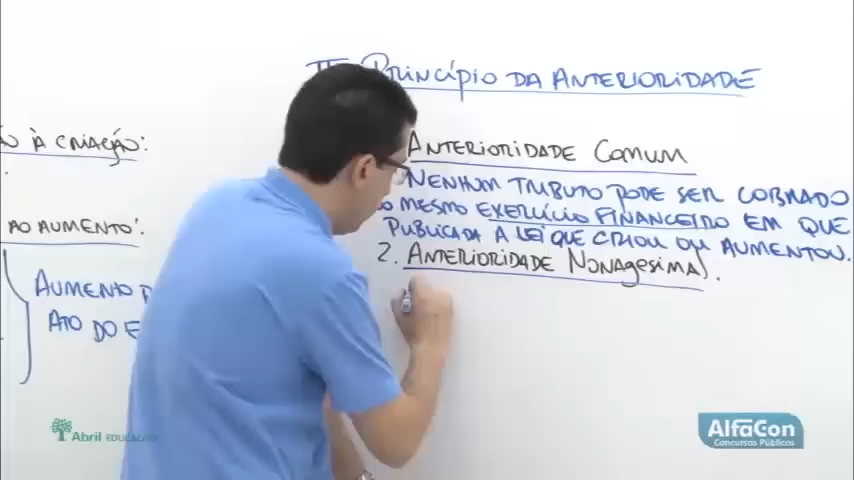 PRINCÍPIO DA ANTERIORIDADE
À CRIAÇÃO:
AO AUMENTO:
AUMENTO
ATO DO E
ANTERIORIDADE COMUM
NENHUM TRIBUTO PODE SER COBRADO
MESMO EXERCÍCIO FINANCEIRO EM QUE
PUBLICADA A LEI QUE CRIOU OU AUMENTOU.
2. ANTERIORIDADE NONAGESIMAL.
Abril EDUCAÇÃO
AlfaCon
Concursos Públicos